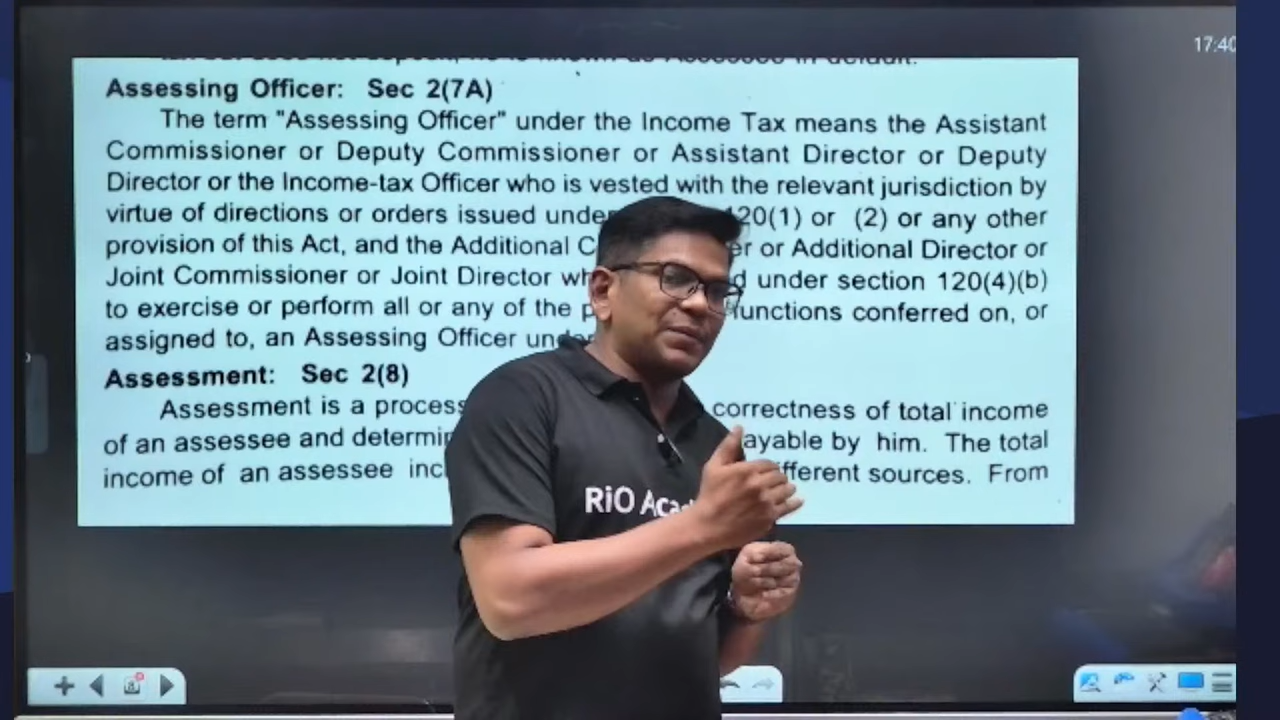 17:40
Assessing Officer: Sec 2(7A)
The term "Assessing Officer" under the Income Tax means the Assistant
Commissioner or Deputy Commissioner or Assistant Director or Deputy
Director or the Income-tax Officer who is vested with the relevant jurisdiction by
virtue of directions or orders issued under 120(1) or (2) or any other
provision of this Act, and the Additional or Additional Director or
Joint Commissioner or Joint Director under section 120(4)(b)
to exercise or perform all or any of the functions conferred on, or
assigned to, an Assessing Officer
Assessment: Sec 2(8)
Assessment is a process correctness of total income
of an assessee and by him. The total
income of an assessee different sources. From
RiO